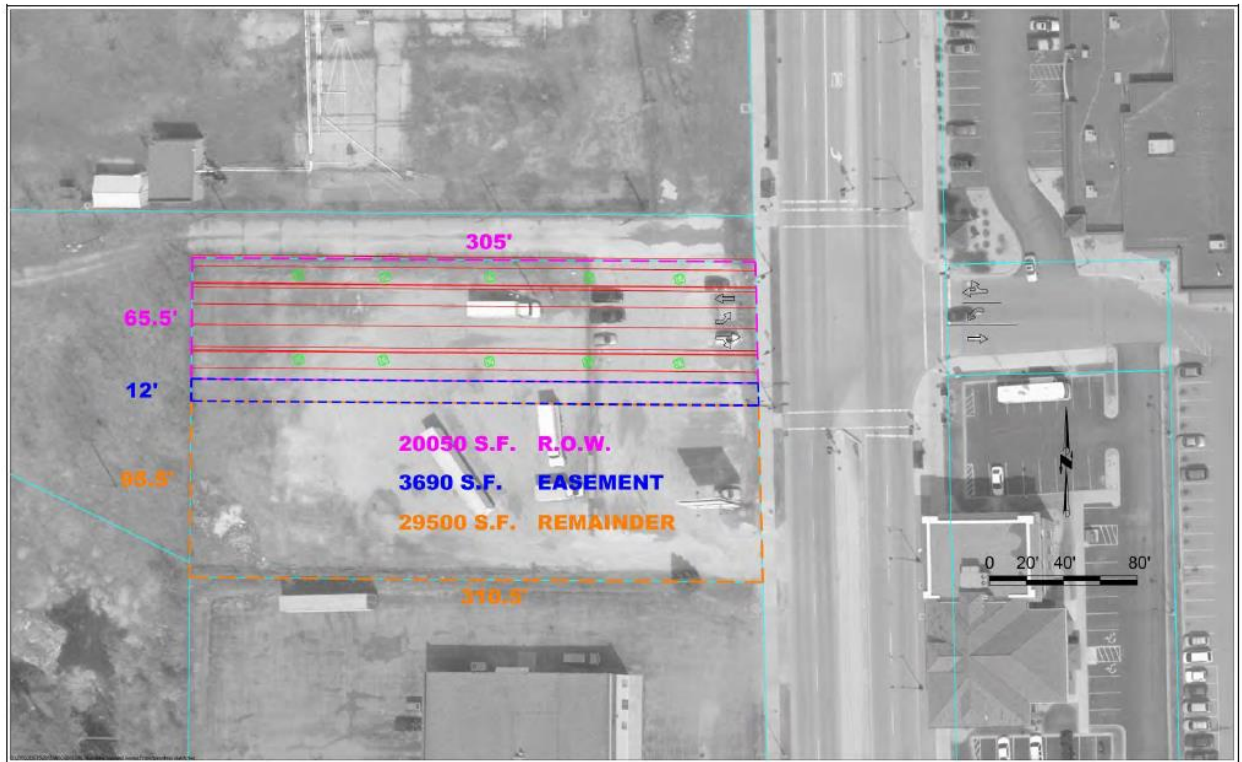 305'
65.5'
12'
20050 S.F. R.O.W.
96.5'
3690 S.F. EASEMENT
29500 S.F. REMAINDER
N
0 20' 40' 80'
310.5'